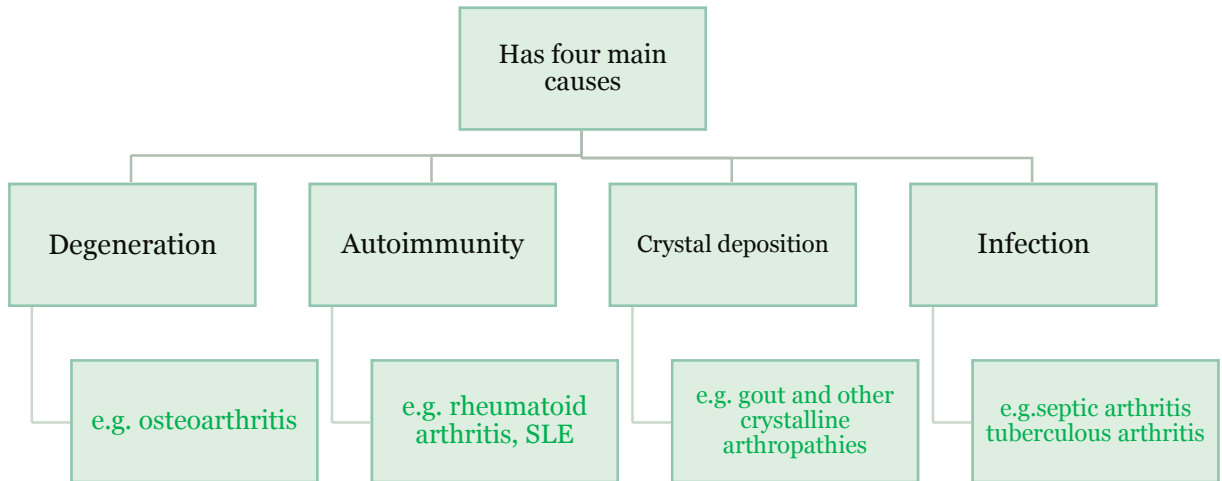 Has four main
causes
Degeneration
Autoimmunity
Crystal deposition
Infection
e.g. osteoarthritis
e.g. rheumatoid
arthritis, SLE
e.g. gout and other
crystalline
arthropathies
e.g.septic arthritis
tuberculous arthritis